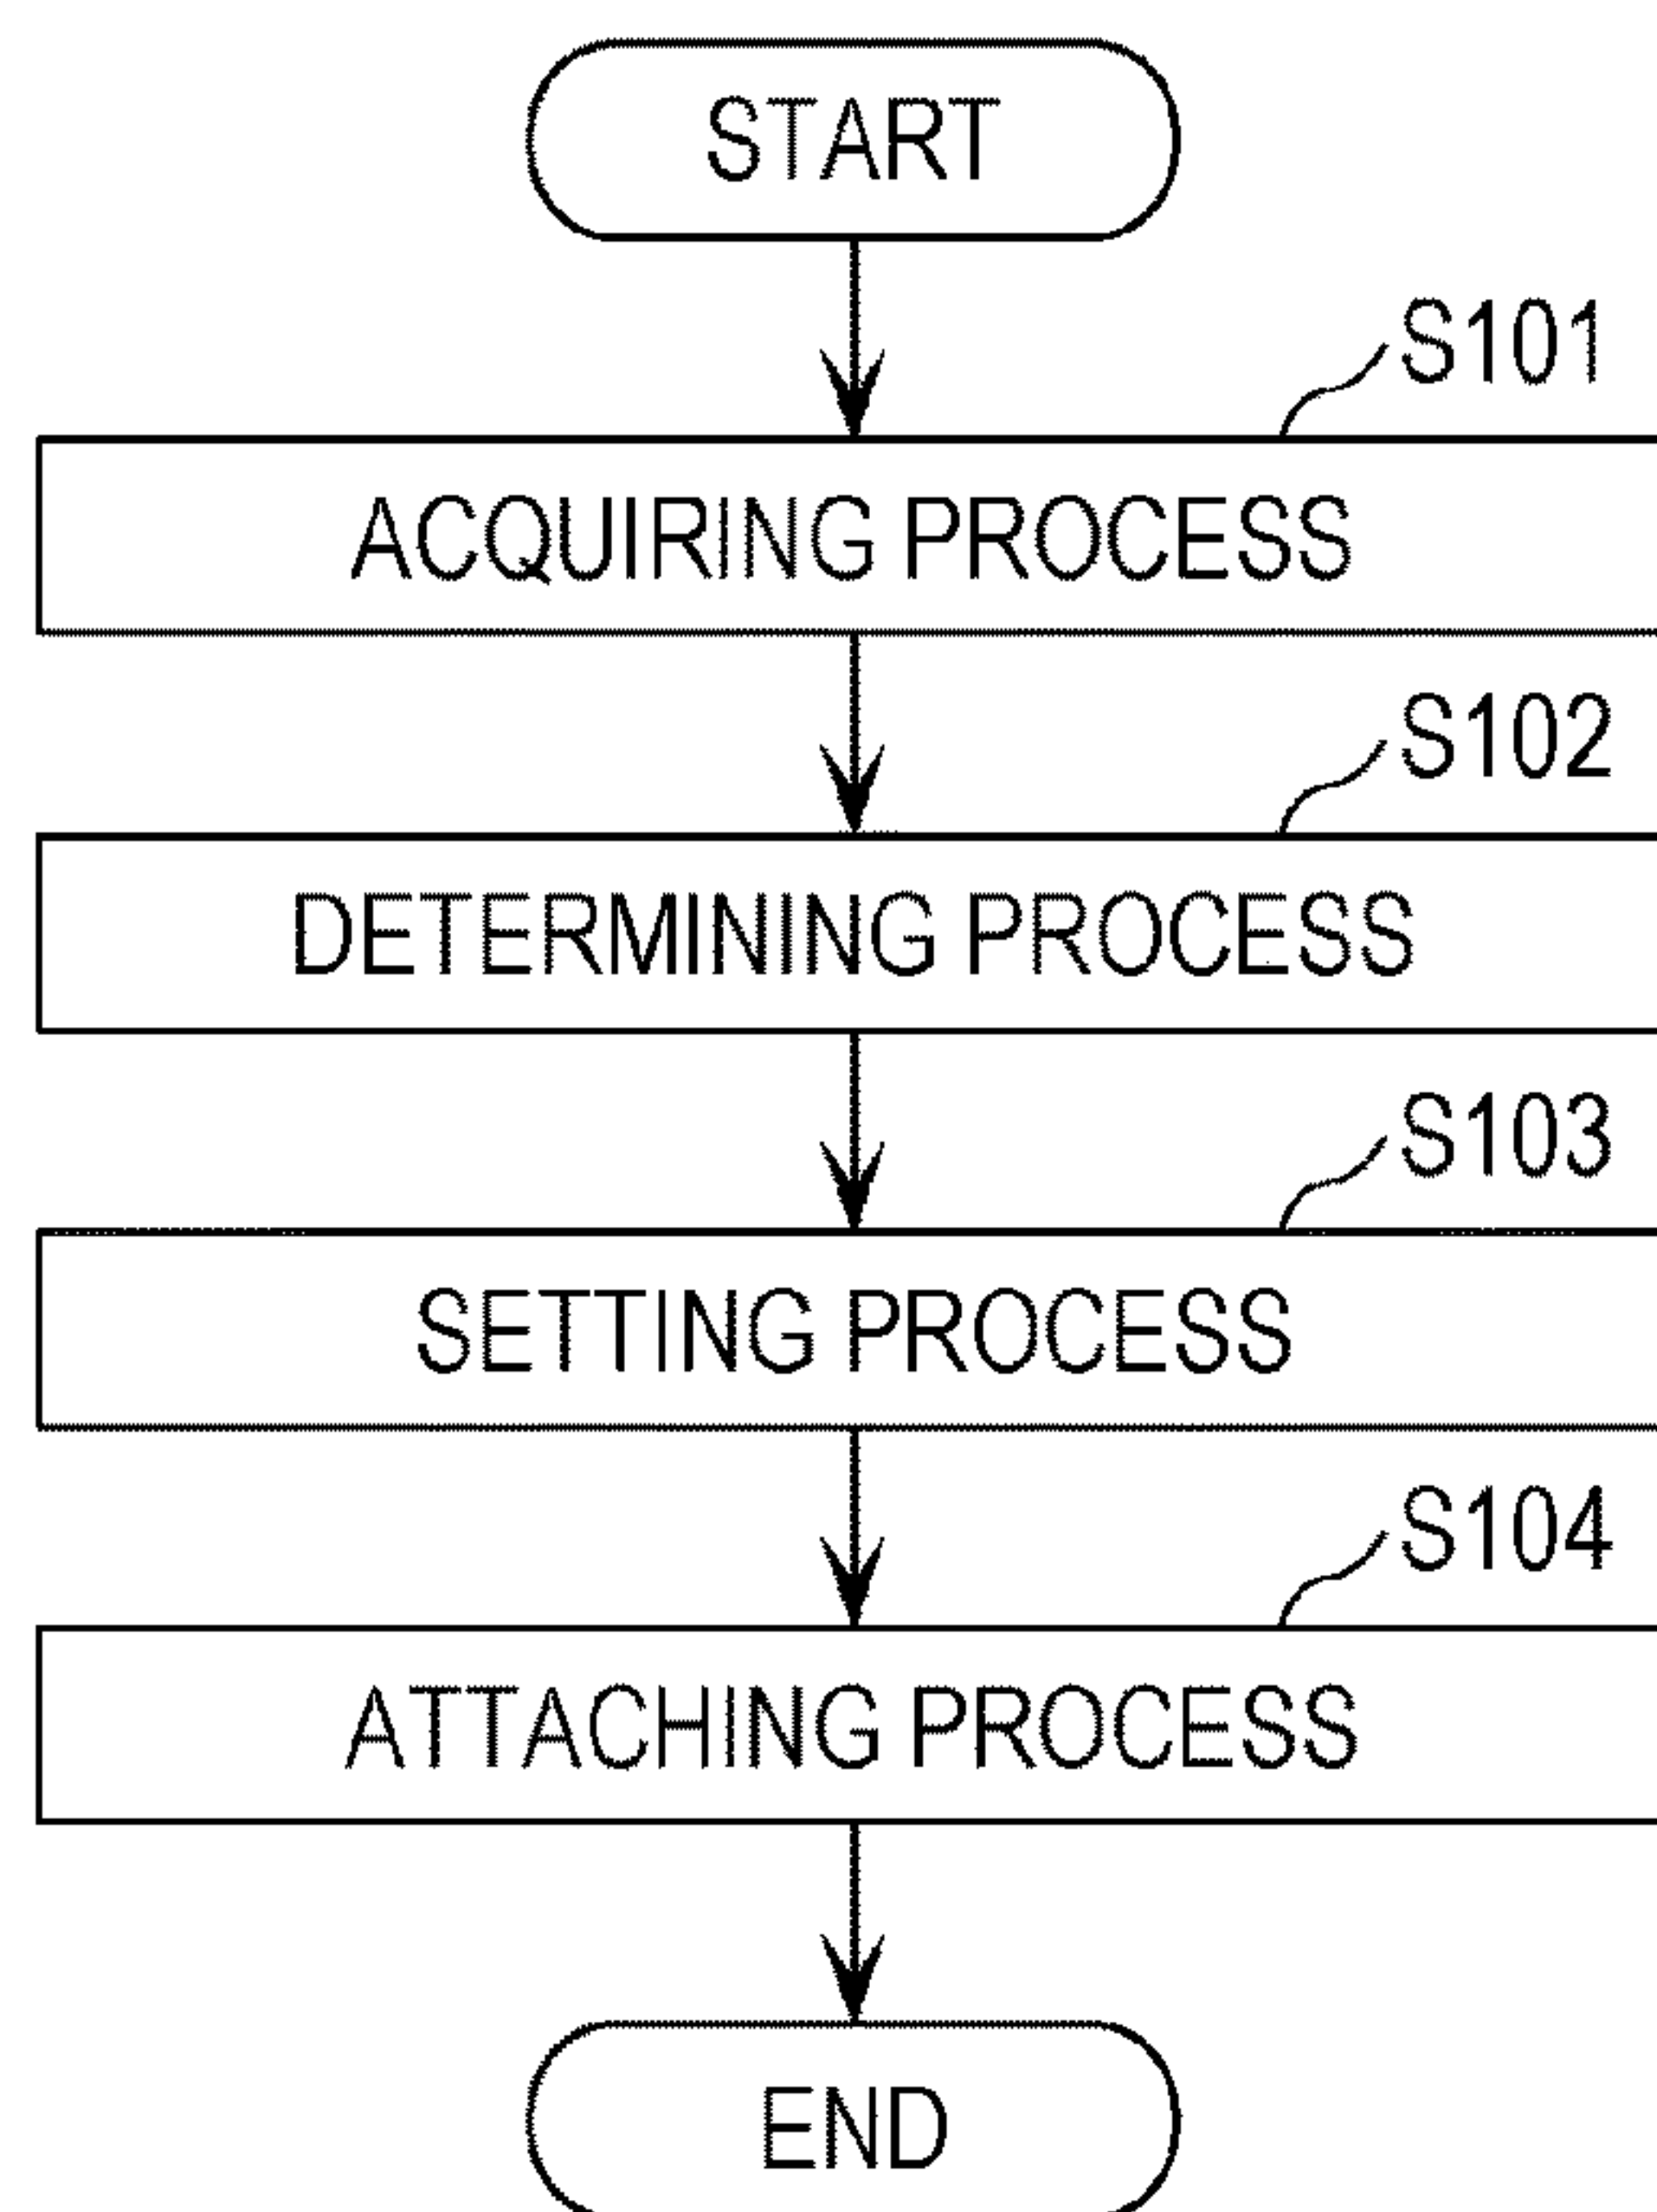 START
S101
ACQUIRING PROCESS
S102
DETERMINING PROCESS
S103
SETTING PROCESS
S104
ATTACHING PROCESS
END